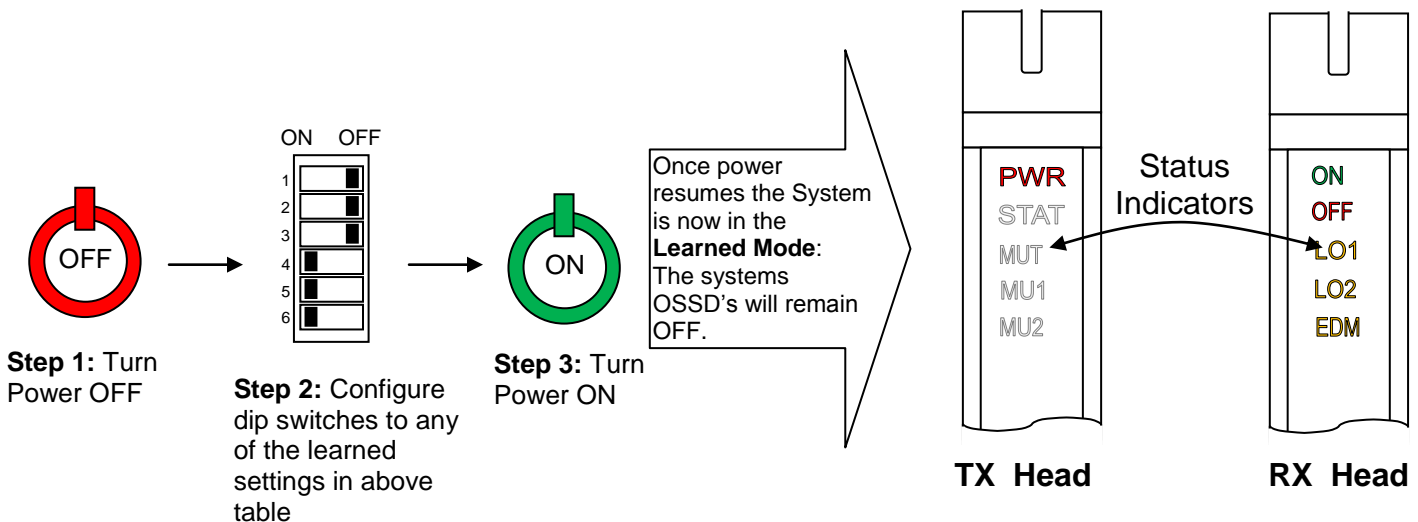 OFF
Step 1: Turn
Power OFF
ON OFF
1
2
3
4
5
6
Step 2: Configure
dip switches to any
of the learned
settings in above
table
ON
Step 3: Turn
Power ON
Once power
resumes the System
is now in the
Learned Mode:
The systems
OSSD's will remain
OFF.
PWR
STAT
MUT
MU1
MU2
TX Head
Status
Indicators
ON
OFF
LO1
LO2
EDM
RX Head